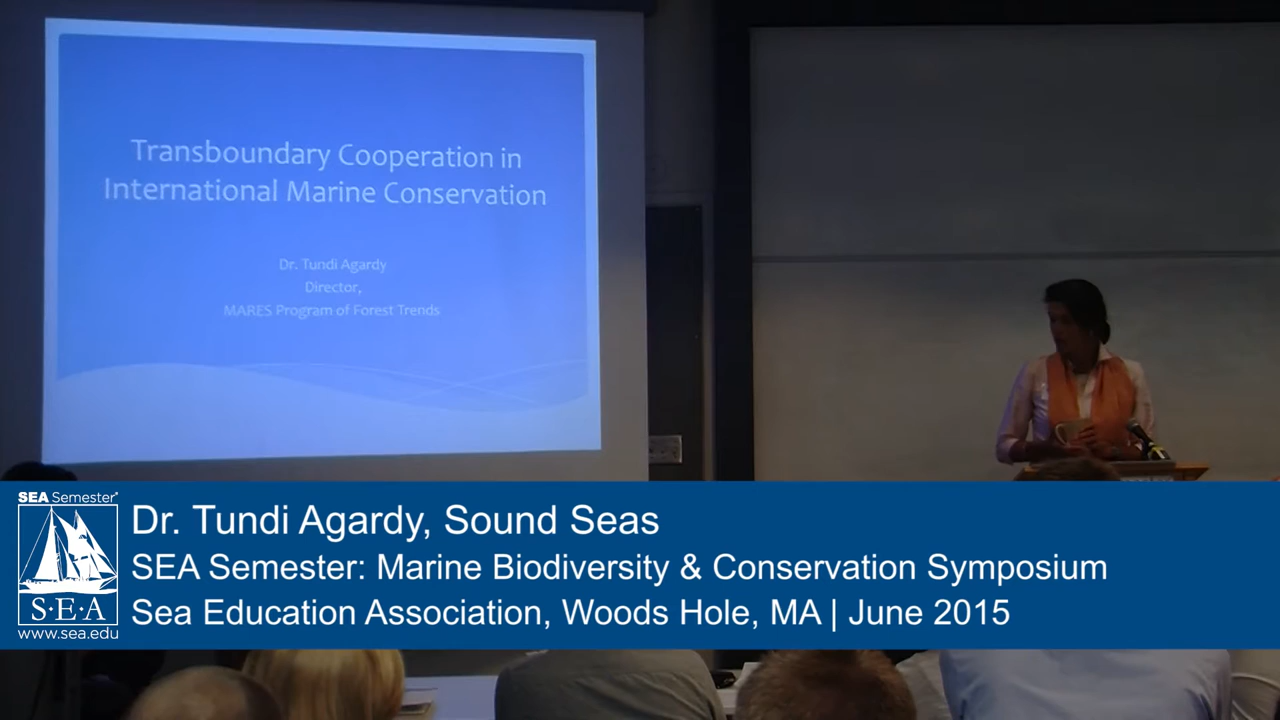 Transboundary Cooperation in
International Marine Conservation
Dr. Tundi Agardy
Director,
MARES Program of Forest Trends
SEA Semester®
S·E·A
www.sea.edu
Dr. Tundi Agardy, Sound Seas
SEA Semester: Marine Biodiversity & Conservation Symposium
Sea Education Association, Woods Hole, MA | June 2015